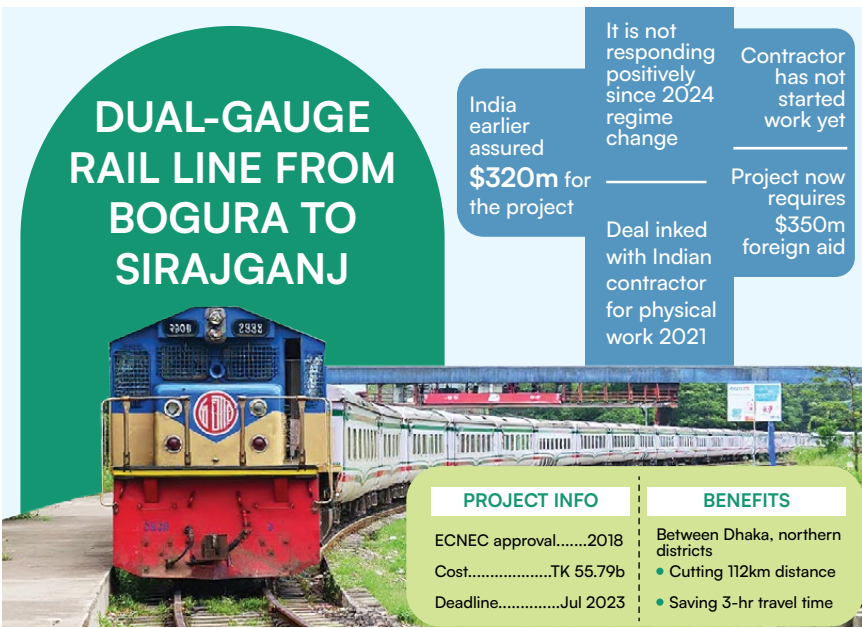 DUAL-GAUGE
RAIL LINE FROM
BOGURA TO
SIRAJGANJ
India
earlier
assured
$320m for
the project
It is not
responding
positively
since 2024
regime
change
Deal inked
with Indian
contractor
for physical
work 2021
Contractor
has not
started
work yet
Project now
requires
$350m
foreign aid
PROJECT INFO
ECNEC approval.......2018
Cost...................TK 55.79b
Deadline..............Jul 2023
BENEFITS
Between Dhaka, northern
districts
• Cutting 112km distance
• Saving 3-hr travel time